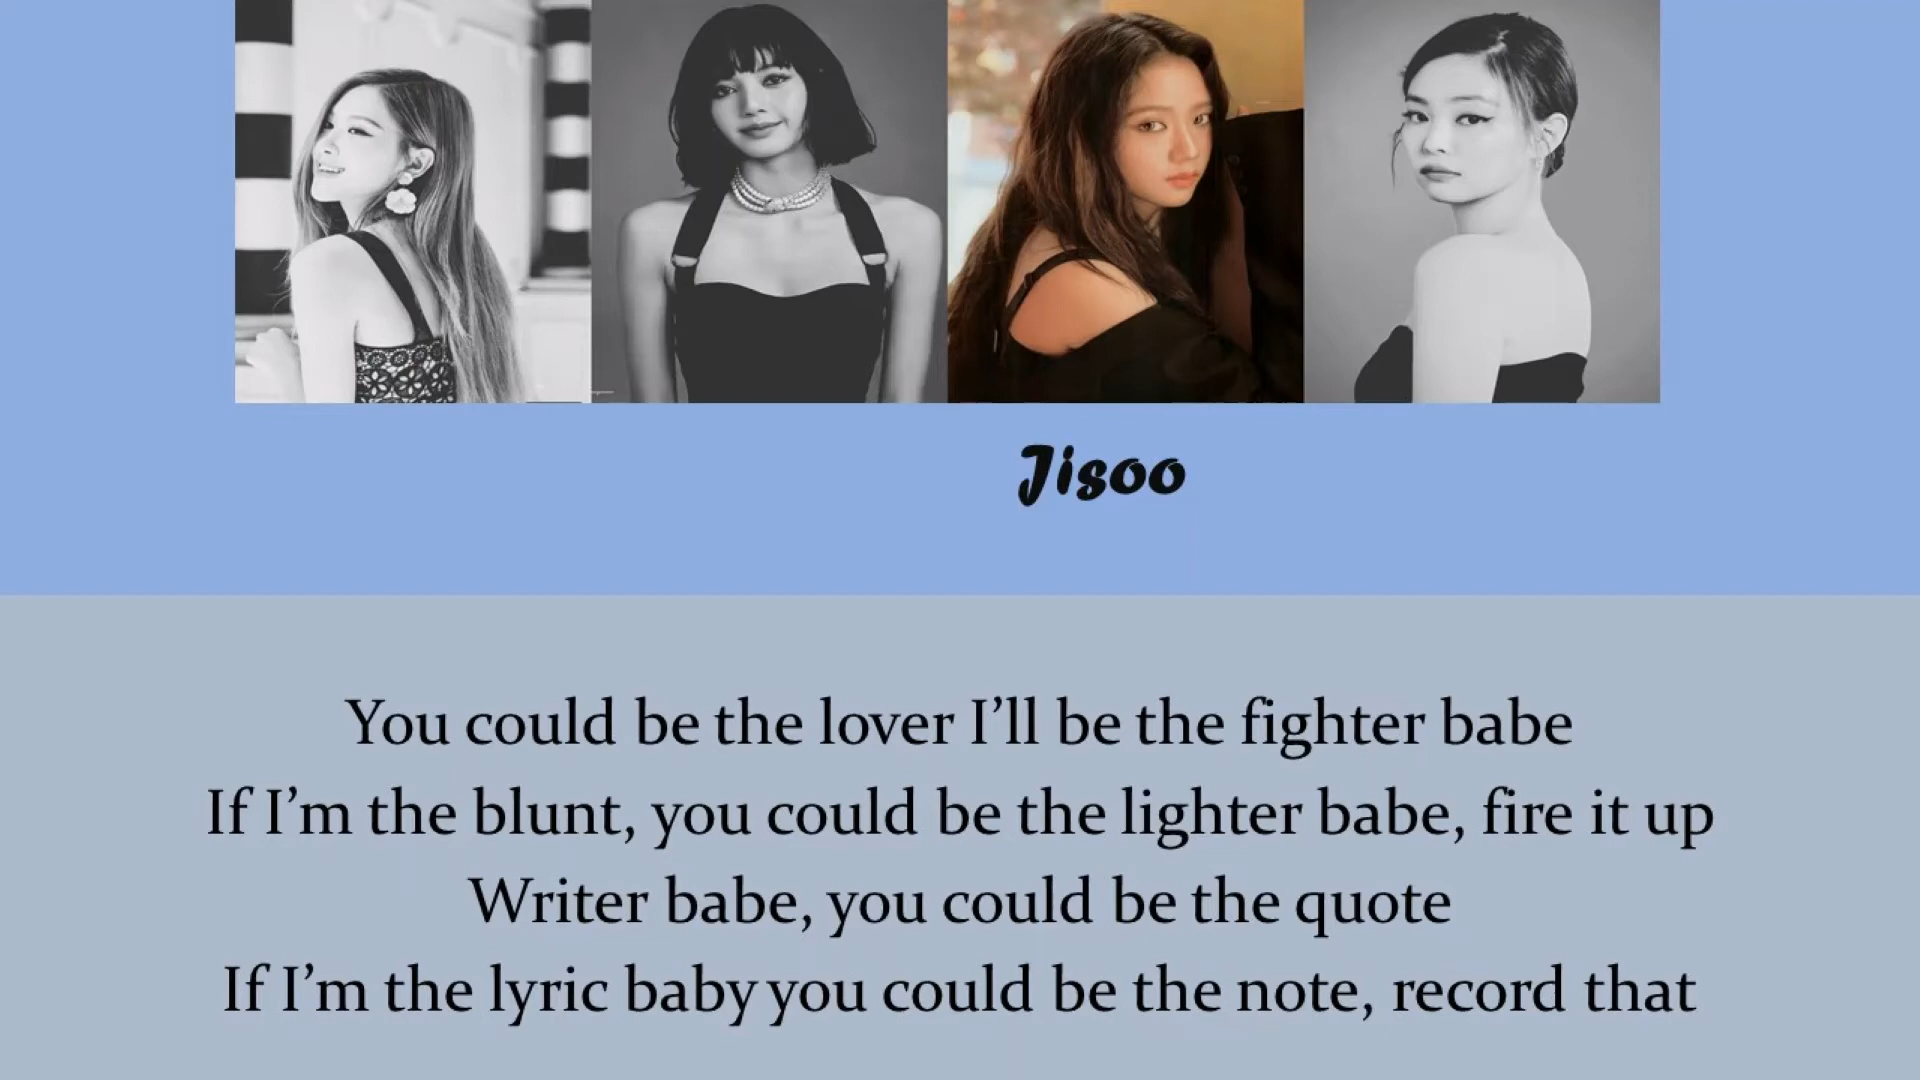 Jisoo
You could be the lover I’ll be the fighter babe
If I’m the blunt, you could be the lighter babe, fire it up
Writer babe, you could be the quote
If I’m the lyric baby you could be the note, record that